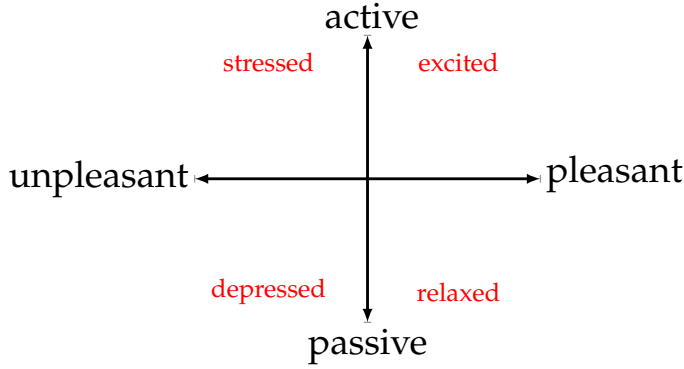 active
stressed excited
unpleasant pleasant
depressed relaxed
passive